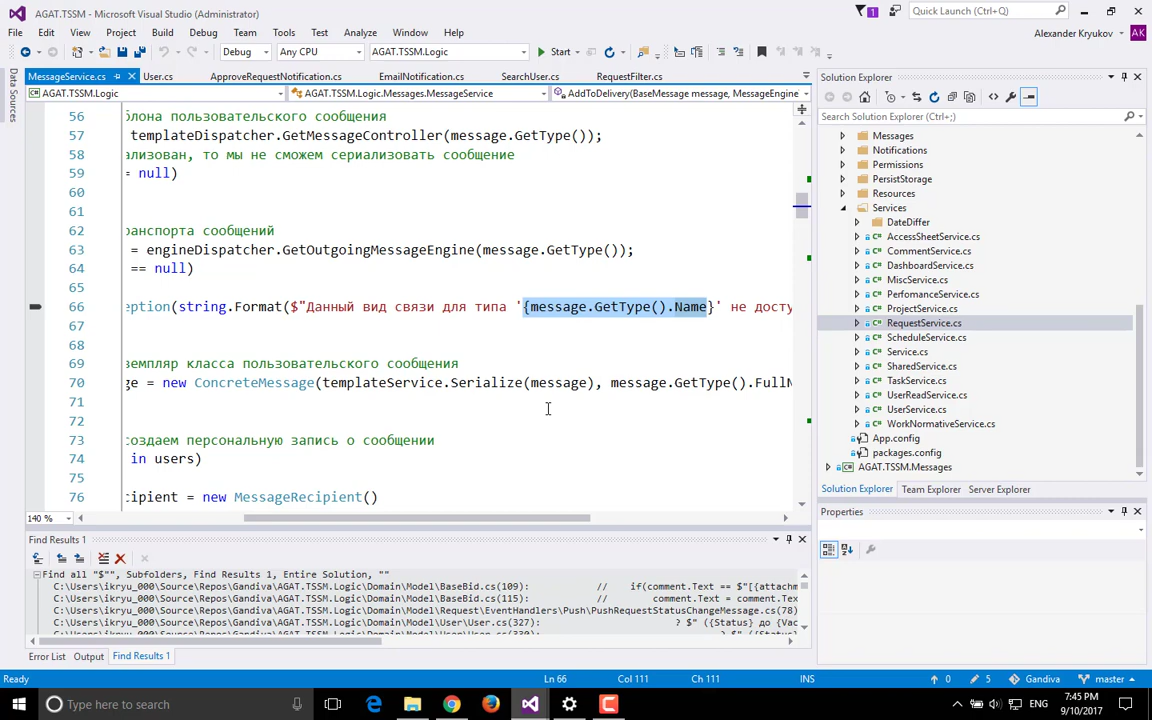 AGAT.TSSM - Microsoft Visual Studio (Administrator)
1
Quick Launch (Ctrl+Q)
File Edit View Project Build Debug Team Tools Test Analyze Window Help
Alexander Kryukov AK
Debug Any CPU AGAT.TSSM.Logic Start
Data Sources
MessageService.cs User.cs ApproveRequestNotification.cs EmailNotification.cs SearchUser.cs RequestFilter.cs
AGAT.TSSM.Logic AGAT.TSSM.Logic.Messages.MessageService AddToDelivery(BaseMessage message, MessageEngine
56 блона пользовательского сообщения
57 templateDispatcher.GetMessageController(message.GetType());
58 ализован, то мы не сможем сериализовать сообщение
59 = null)
60
61
62 ранспорта сообщений
63 = engineDispatcher.GetOutgoingMessageEngine(message.GetType());
64 == null)
65
66 eption(string.Format($"Данный вид связи для типа '{message.GetType().Name}' не досту
67
68
69 земпляр класса пользовательского сообщения
70 ge = new ConcreteMessage(templateService.Serialize(message), message.GetType().FullN
71
72
73 создаем персональную запись о сообщении
74 in users)
75
76 cipient = new MessageRecipient()
140 %
Find Results 1
Find all "$"", Subfolders, Find Results 1, Entire Solution, ""
C:\Users\ikryu_000\Source\Repos\Gandiva\AGAT.TSSM.Logic\Domain\Model\BaseBid.cs(109): // if(comment.Text == $"[{attachm
C:\Users\ikryu_000\Source\Repos\Gandiva\AGAT.TSSM.Logic\Domain\Model\BaseBid.cs(115): // comment.Text = comment.Tex
C:\Users\ikryu_000\Source\Repos\Gandiva\AGAT.TSSM.Logic\Domain\Model\Request\EventHandlers\Push\PushRequestStatusChangeMessage.cs(78)
C:\Users\ikryu_000\Source\Repos\Gandiva\AGAT.TSSM.Logic\Domain\Model\User\User.cs(327): ? $" ({Status} до {Vac
Error List Output Find Results 1
Solution Explorer
Search Solution Explorer (Ctrl+;)
Messages
Notifications
Permissions
PersistStorage
Resources
Services
DateDiffer
AccessSheetService.cs
CommentService.cs
DashboardService.cs
MiscService.cs
PerfomanceService.cs
ProjectService.cs
RequestService.cs
ScheduleService.cs
Service.cs
SharedService.cs
TaskService.cs
UserReadService.cs
UserService.cs
WorkNormativeService.cs
App.config
packages.config
AGAT.TSSM.Messages
Solution Explorer Team Explorer Server Explorer
Properties
Ready Ln 66 Col 111 Ch 111 INS 0 5 Gandiva master
Type here to search
ENG
7:45 PM
9/10/2017